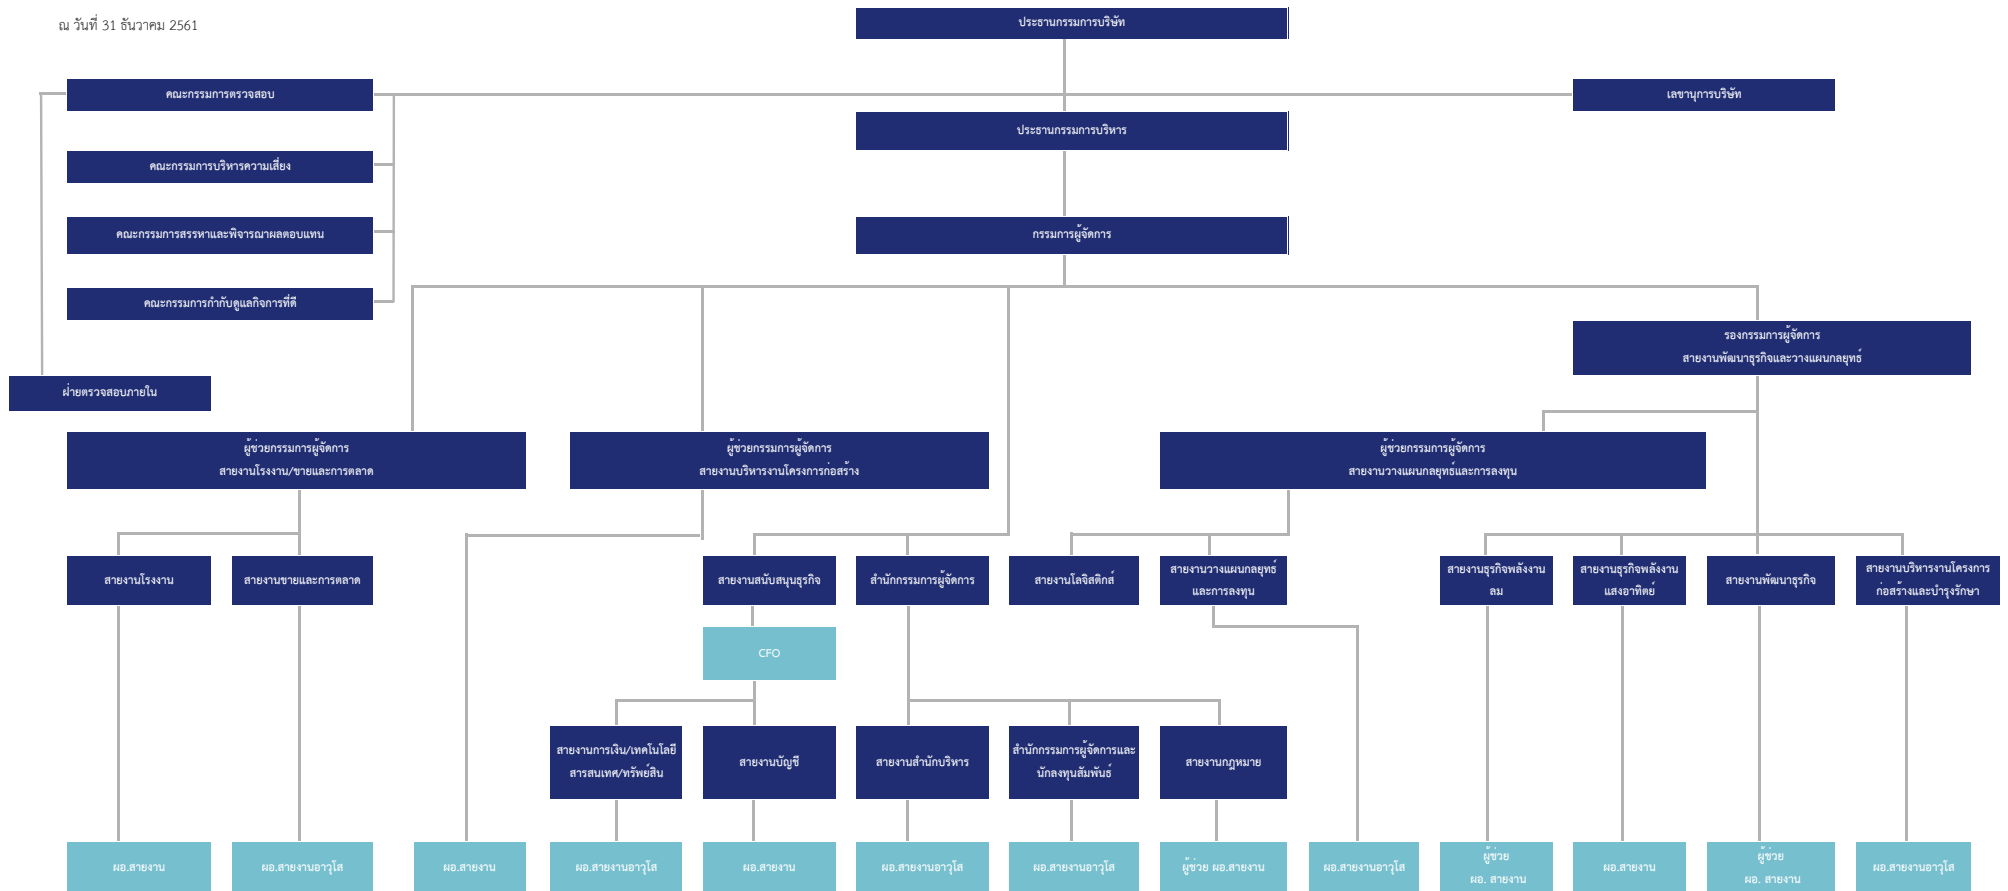 ณ วันที่ 31 ธันวาคม 2561
ประธานกรรมการบริษัท
คณะกรรมการตรวจสอบ
เลขานุการบริษัท
ประธานกรรมการบริหาร
คณะกรรมการบริหารความเสี่ยง
คณะกรรมการสรรหาและพิจารณาผลตอบแทน
กรรมการผู้จัดการ
คณะกรรมการกำกับดูแลกิจการที่ดี
รองกรรมการผู้จัดการ
สายงานพัฒนาธุรกิจและวางแผนกลยุทธ์
ฝ่ายตรวจสอบภายใน
ผู้ช่วยกรรมการผู้จัดการ
สายงานโรงงาน/ขายและการตลาด
ผู้ช่วยกรรมการผู้จัดการ
สายงานบริหารงานโครงการก่อสร้าง
ผู้ช่วยกรรมการผู้จัดการ
สายงานวางแผนกลยุทธ์และการลงทุน
สายงานโรงงาน
สายงานขายและการตลาด
สายงานสนับสนุนธุรกิจ
สำนักกรรมการผู้จัดการ
สายงานโลจิสติกส์
สายงานวางแผนกลยุทธ์
และการลงทุน
สายงานธุรกิจพลังงาน
ลม
สายงานธุรกิจพลังงาน
แสงอาทิตย์
สายงานพัฒนาธุรกิจ
สายงานบริหารงานโครงการ
ก่อสร้างและบำรุงรักษา
CFO
สายงานการเงิน/เทคโนโลยี
สารสนเทศ/ทรัพย์สิน
สายงานบัญชี
สายงานสำนักบริหาร
สำนักกรรมการผู้จัดการและ
นักลงทุนสัมพันธ์
สายงานกฎหมาย
ผอ.สายงาน
ผอ.สายงานอาวุโส
ผอ.สายงาน
ผอ.สายงานอาวุโส
ผอ.สายงาน
ผอ.สายงานอาวุโส
ผอ.สายงานอาวุโส
ผู้ช่วย ผอ.สายงาน
ผอ.สายงานอาวุโส
ผู้ช่วย
ผอ. สายงาน
ผอ.สายงาน
ผู้ช่วย
ผอ. สายงาน
ผอ.สายงานอาวุโส